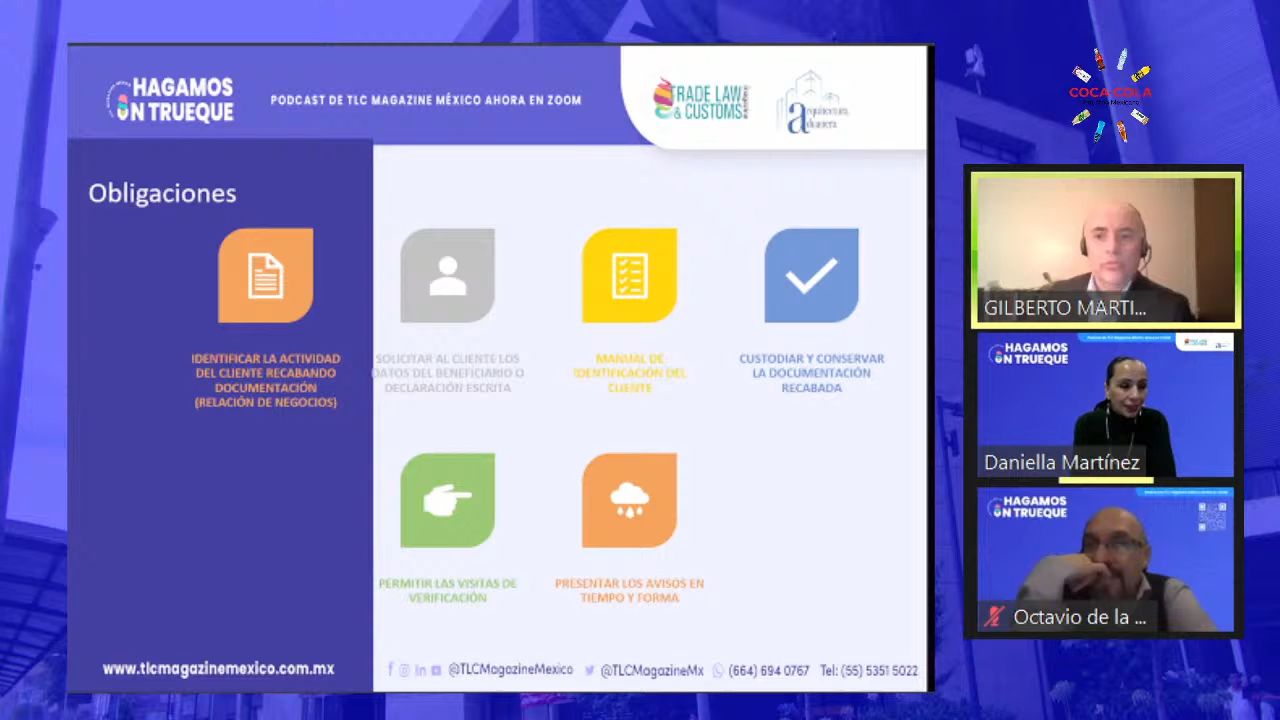 HAGAMOS
UN TRUEQUE
PODCAST DE TLC MAGAZINE MÉXICO AHORA EN ZOOM
TRADE LAW
& CUSTOMS
arquitectura
aduanera
COCA-COLA
Obligaciones
IDENTIFICAR LA ACTIVIDAD
DEL CLIENTE RECABANDO
DOCUMENTACIÓN
(RELACIÓN DE NEGOCIOS)
SOLICITAR AL CLIENTE LOS
DATOS DEL BENEFICIARIO O
DECLARACIÓN ESCRITA
MANUAL DE
IDENTIFICACIÓN DEL
CLIENTE
CUSTODIAR Y CONSERVAR
LA DOCUMENTACIÓN
RECABADA
PERMITIR LAS VISITAS DE
VERIFICACIÓN
PRESENTAR LOS AVISOS EN
TIEMPO Y FORMA
www.tlcmagazinemexico.com.mx
@TLCMagazineMexico
@TLCMagazineMx
(664) 694 0767
Tel: (55) 5351 5022
GILBERTO MARTI...
HAGAMOS
UN TRUEQUE
Daniella Martínez
HAGAMOS
UN TRUEQUE
Octavio de la ...